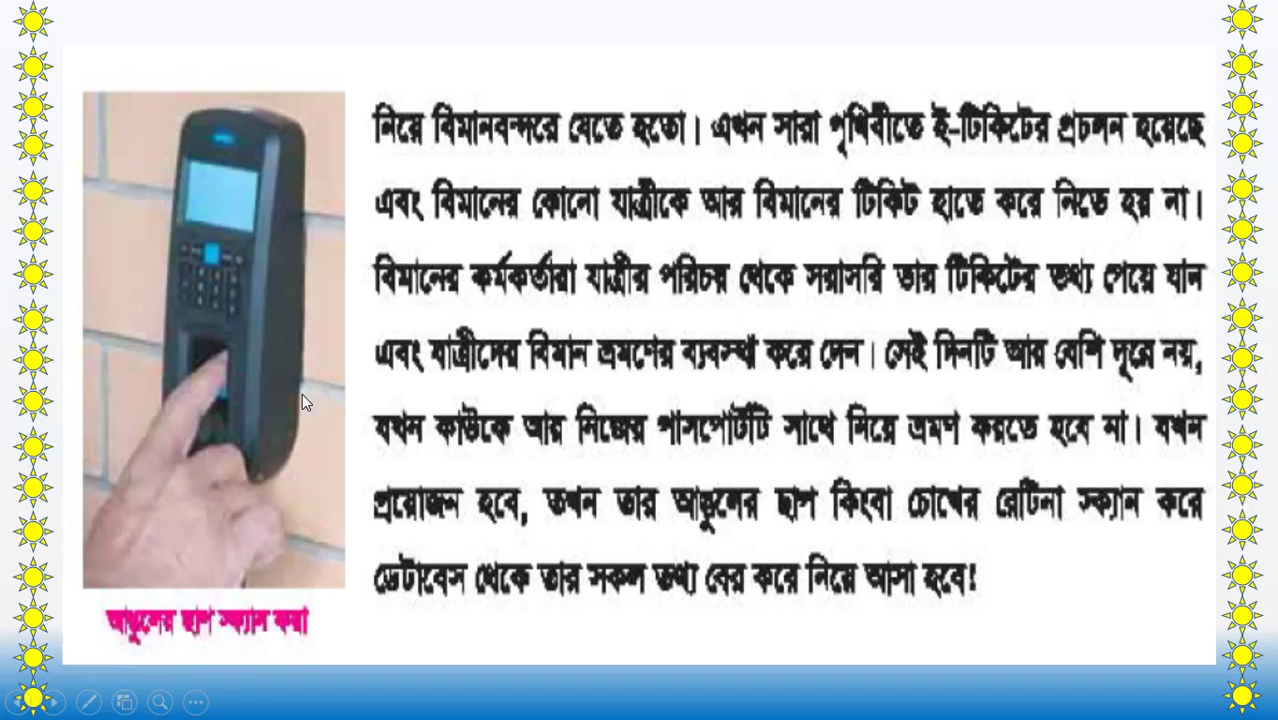 নিয়ে বিমানবন্দরে যেতে হতো। এখন সারা পৃথিবীতে ই-টিকিটের প্রচলন হয়েছে
এবং বিমানের কোনো যাত্রীকে আর বিমানের টিকিট হাতে করে নিতে হয় না।
বিমানের কর্মকর্তারা যাত্রীর পরিচয় থেকে সরাসরি তার টিকিটের তথ্য পেয়ে যান
এবং যাত্রীদের বিমান ভ্রমণের ব্যবস্থা করে দেন। সেই দিনটি আর বেশি দূরে নয়,
যখন কাউকে আর নিজের পাসপোর্টটি সাথে নিয়ে ভ্রমণ করতে হবে না। যখন
প্রয়োজন হবে, তখন তার আঙুলের ছাপ কিংবা চোখের রেটিনা স্ক্যান করে
ডেটাবেস থেকে তার সকল তথ্য বের করে নিয়ে আসা হবে!
আঙুলের ছাপ স্ক্যান করা